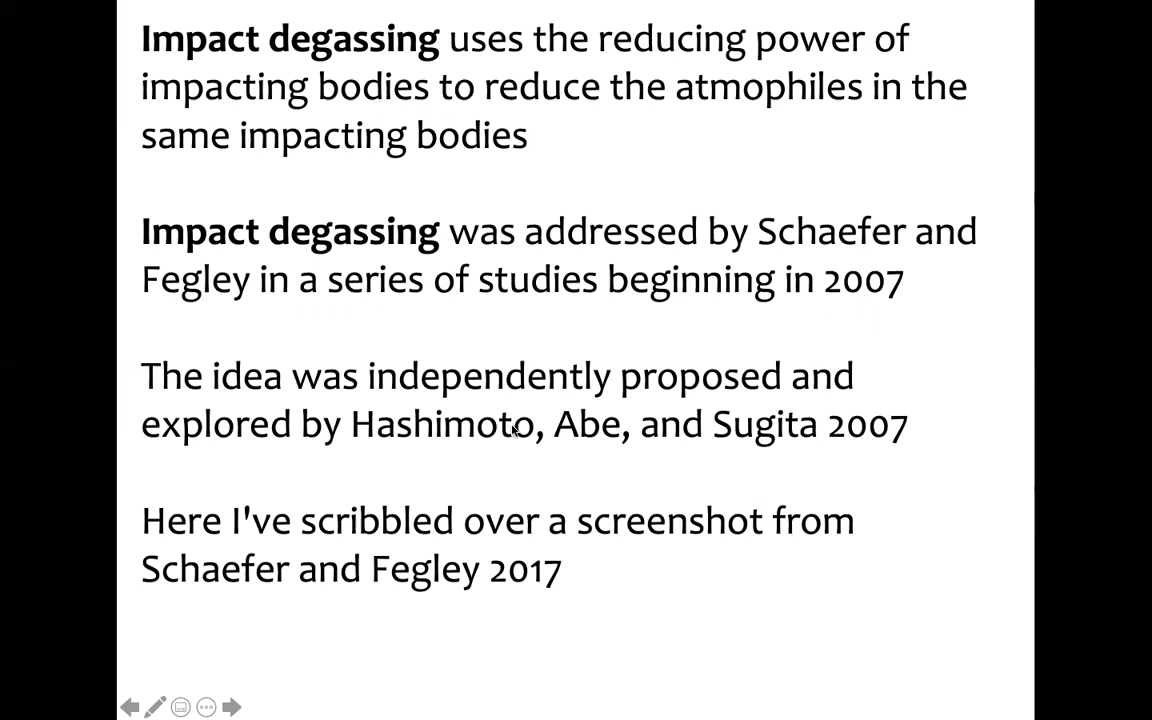 Impact degassing uses the reducing power of
impacting bodies to reduce the atmophiles in the
same impacting bodies
Impact degassing was addressed by Schaefer and
Fegley in a series of studies beginning in 2007
The idea was independently proposed and
explored by Hashimoto, Abe, and Sugita 2007
Here I've scribbled over a screenshot from
Schaefer and Fegley 2017